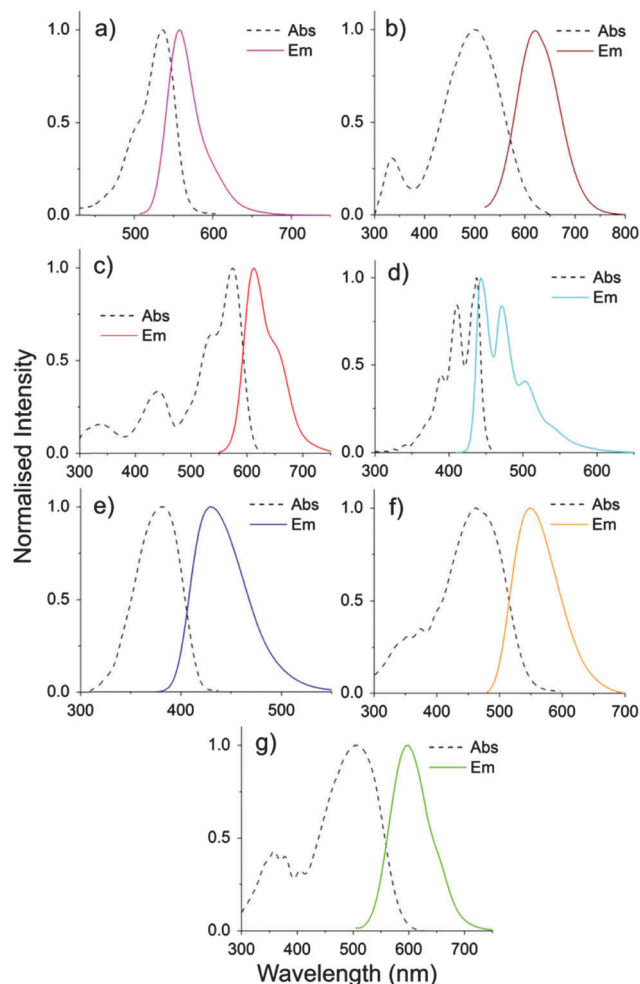 a) Abs
Em
1.0
0.5
0.0
500 600 700
b) Abs
Em
1.0
0.5
0.0
300 400 500 600 700 800
c) Abs
Em
1.0
0.5
0.0
300 400 500 600 700
d) Abs
Em
1.0
0.5
0.0
300 400 500 600
e) Abs
Em
1.0
0.5
0.0
300 400 500
f) Abs
Em
1.0
0.5
0.0
300 400 500 600 700
g) Abs
Em
1.0
0.5
0.0
300 400 500 600 700
Normalised Intensity
Wavelength (nm)